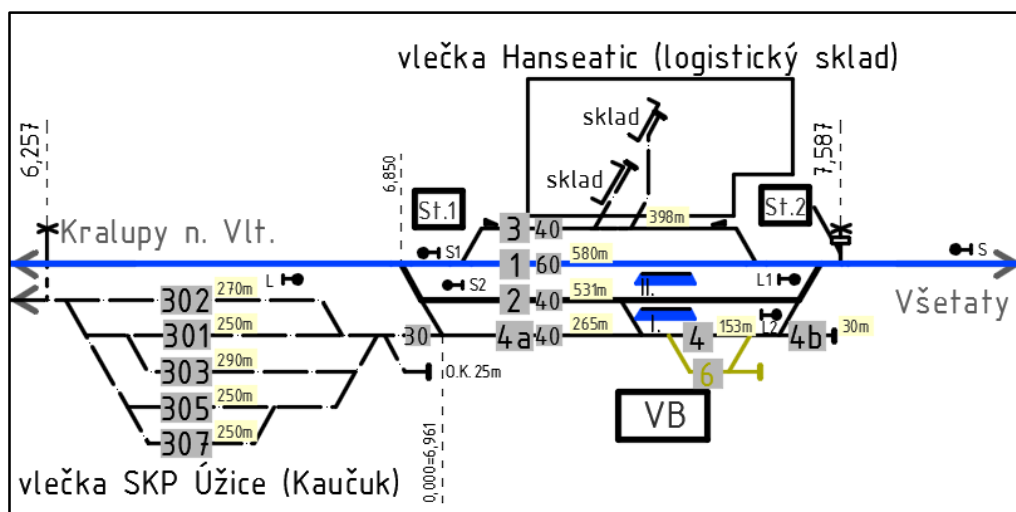 vlečka Hanseatic (logistický sklad)
sklad
sklad
6,257
6,850
7,587
St.1
St.2
398m
3 40
Kralupy n. Vlt.
S1
1 60 580m
S
L
S2
II.
L1
302 270m
2 40 531m
Všetaty
301 250m
30
4a 40 265m
I.
4 153m
L2
4b 30m
303 290m
O.K. 25m
6
305 250m
VB
307 250m
0,000=6,961
vlečka SKP Úžice (Kaučuk)